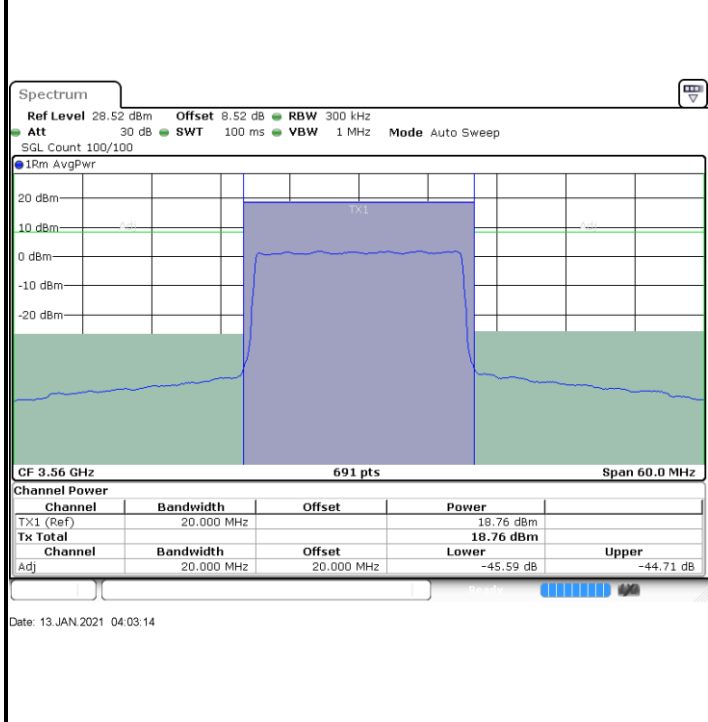 Spectrum
Ref Level 28.52 dBm Offset 8.52 dB RBW 300 kHz
Att 30 dB SWT 100 ms VBW 1 MHz Mode Auto Sweep
SGL Count 100/100
1Rm AvgPwr
20 dBm
TX1
10 dBm Adj Adj
0 dBm
-10 dBm
-20 dBm
CF 3.56 GHz 691 pts Span 60.0 MHz
Channel Power
Channel Bandwidth Offset Power
TX1 (Ref) 20.000 MHz 18.76 dBm
Tx Total 18.76 dBm
Channel Bandwidth Offset Lower Upper
Adj 20.000 MHz 20.000 MHz -45.59 dB -44.71 dB
Ready
Date: 13.JAN.2021 04:03:14